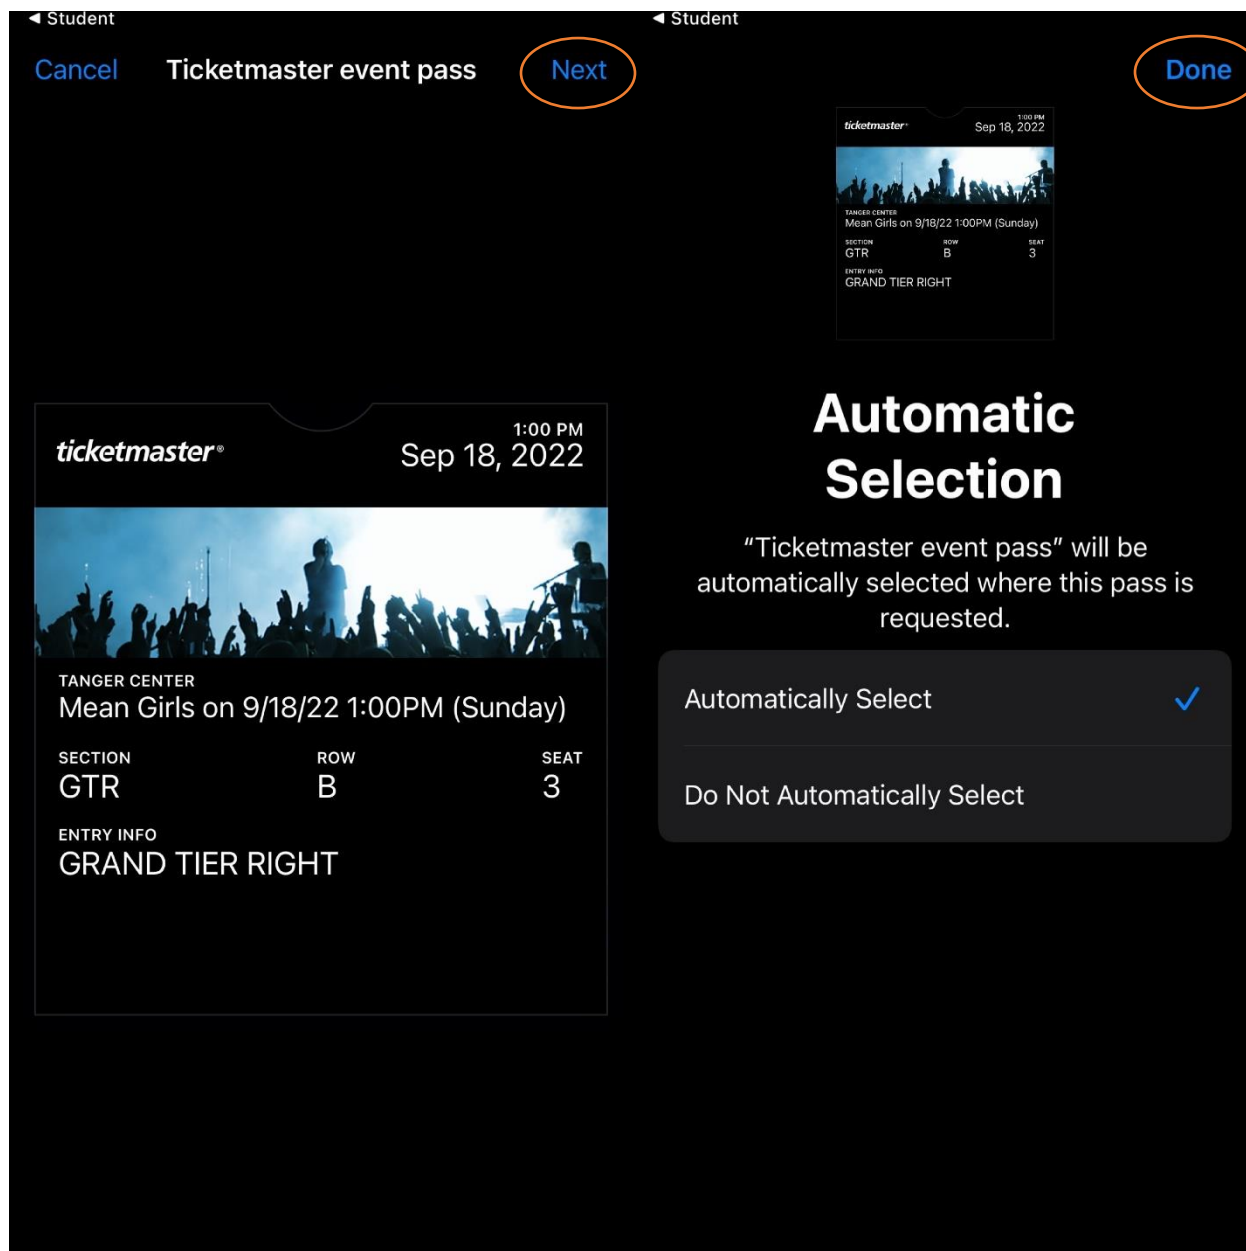 ◀ Student
Cancel Ticketmaster event pass Next
ticketmaster®
1:00 PM
Sep 18, 2022
TANGER CENTER
Mean Girls on 9/18/22 1:00PM (Sunday)
SECTION ROW SEAT
GTR B 3
ENTRY INFO
GRAND TIER RIGHT
◀ Student
Done
ticketmaster®
1:00 PM
Sep 18, 2022
TANGER CENTER
Mean Girls on 9/18/22 1:00PM (Sunday)
SECTION ROW SEAT
GTR B 3
ENTRY INFO
GRAND TIER RIGHT
Automatic
Selection
“Ticketmaster event pass” will be
automatically selected where this pass is
requested.
Automatically Select
Do Not Automatically Select